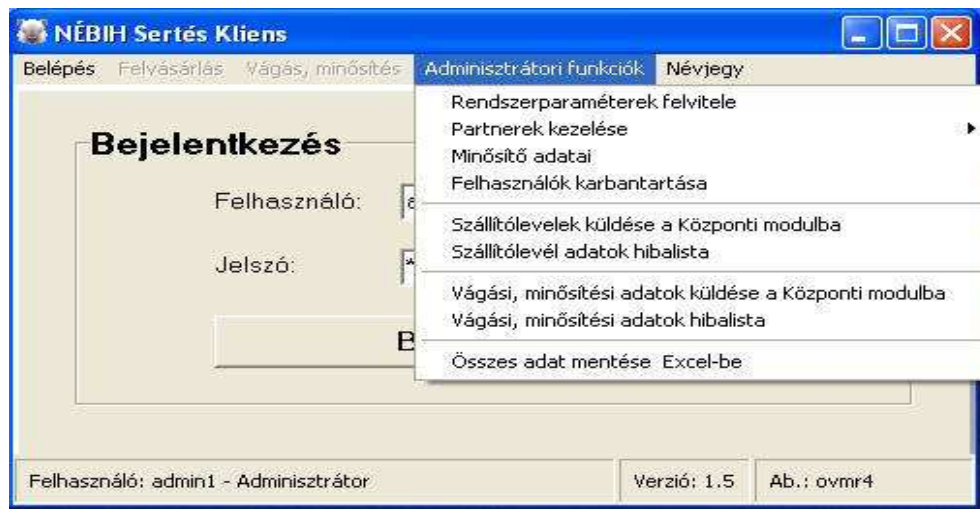 NÉBIH Sertés Kliens
Belépés Felvásárlás Vágás, minősítés Adminisztrátori funkciók Névjegy
Rendszerparaméterek felvitele
Partnerek kezelése
Minősítő adatai
Felhasználók karbantartása
Szállítólevelek küldése a Központi modulba
Szállítólevél adatok hibalista
Vágási, minősítési adatok küldése a Központi modulba
Vágási, minősítési adatok hibalista
Összes adat mentése Excel-be
Bejelentkezés
Felhasználó: a
Jelszó: *
B
Felhasználó: admin1 - Adminisztrátor Verzió: 1.5 Ab.: ovmr4